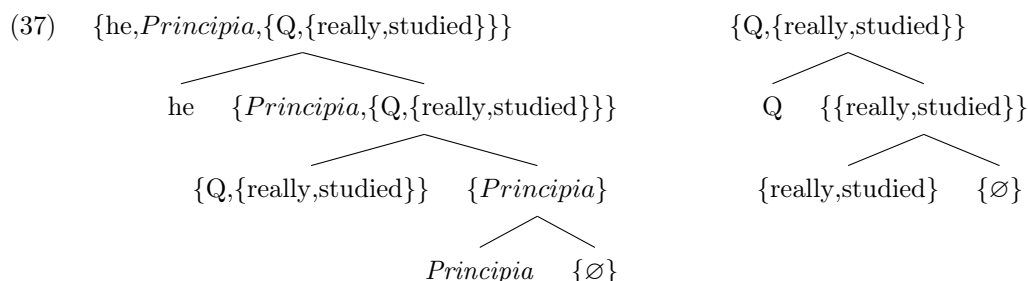 (37) {he,Principia,{Q,{really,studied}}} {Q,{really,studied}}
he {Principia,{Q,{really,studied}}} Q {{really,studied}}
{Q,{really,studied}} {Principia} {really,studied} {∅}
Principia {∅}